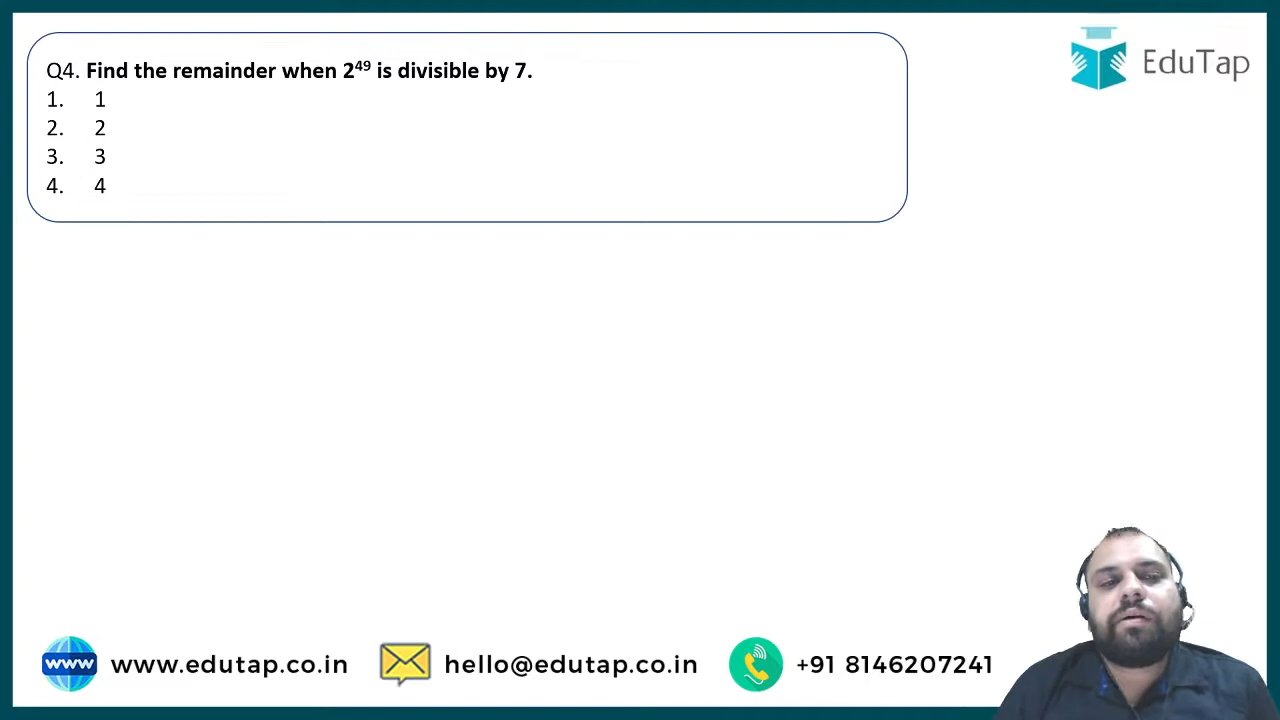 Q4. Find the remainder when 2⁴⁹ is divisible by 7.
1. 1
2. 2
3. 3
4. 4
EduTap
www www.edutap.co.in hello@edutap.co.in +91 8146207241